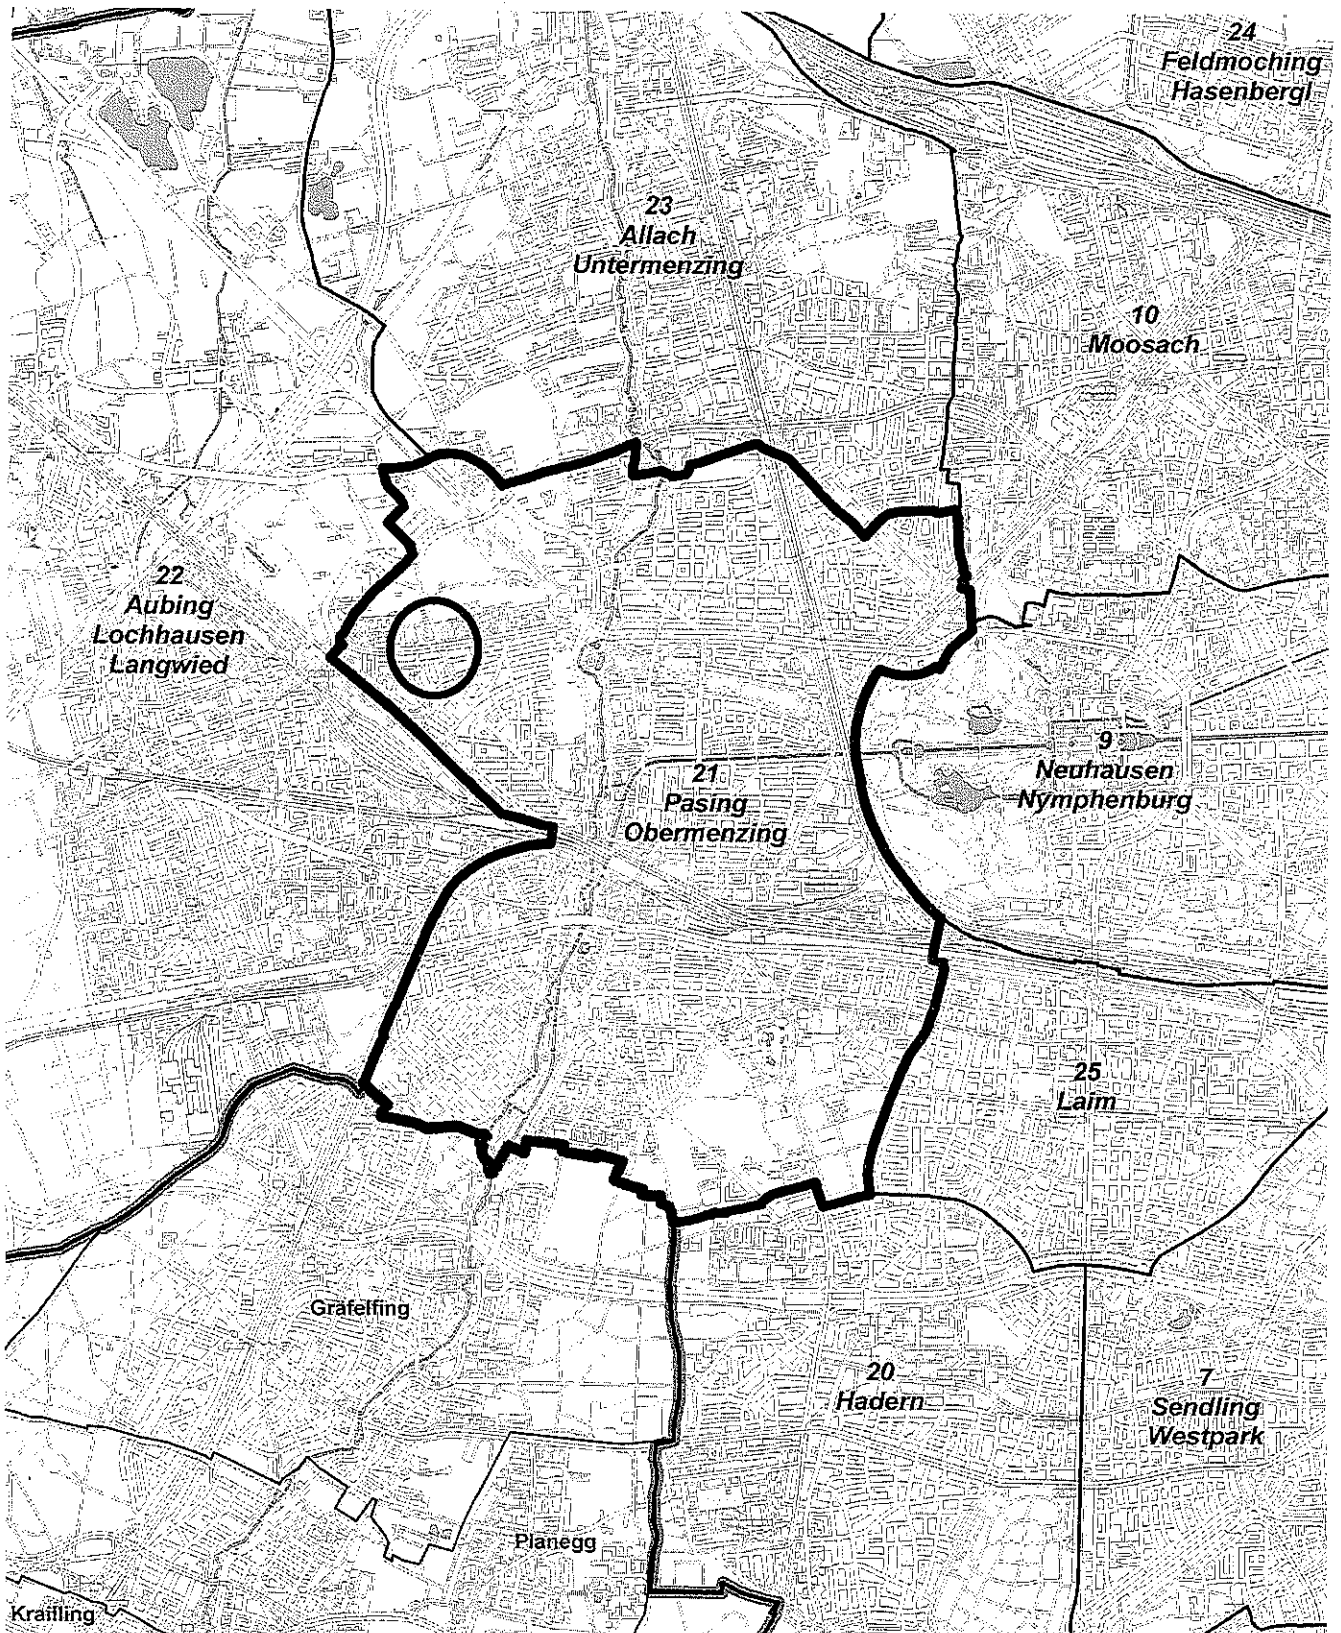 24
Feldmoching
Hasenbergl
23
Allach
Untermenzing
10
Moosach
22
Aubing
Lochhausen
Langwied
9
Neuhausen
Nymphenburg
21
Pasing
Obermenzing
25
Laim
Gräfelfing
20
Hadern
7
Sendling
Westpark
Planegg
Krailling